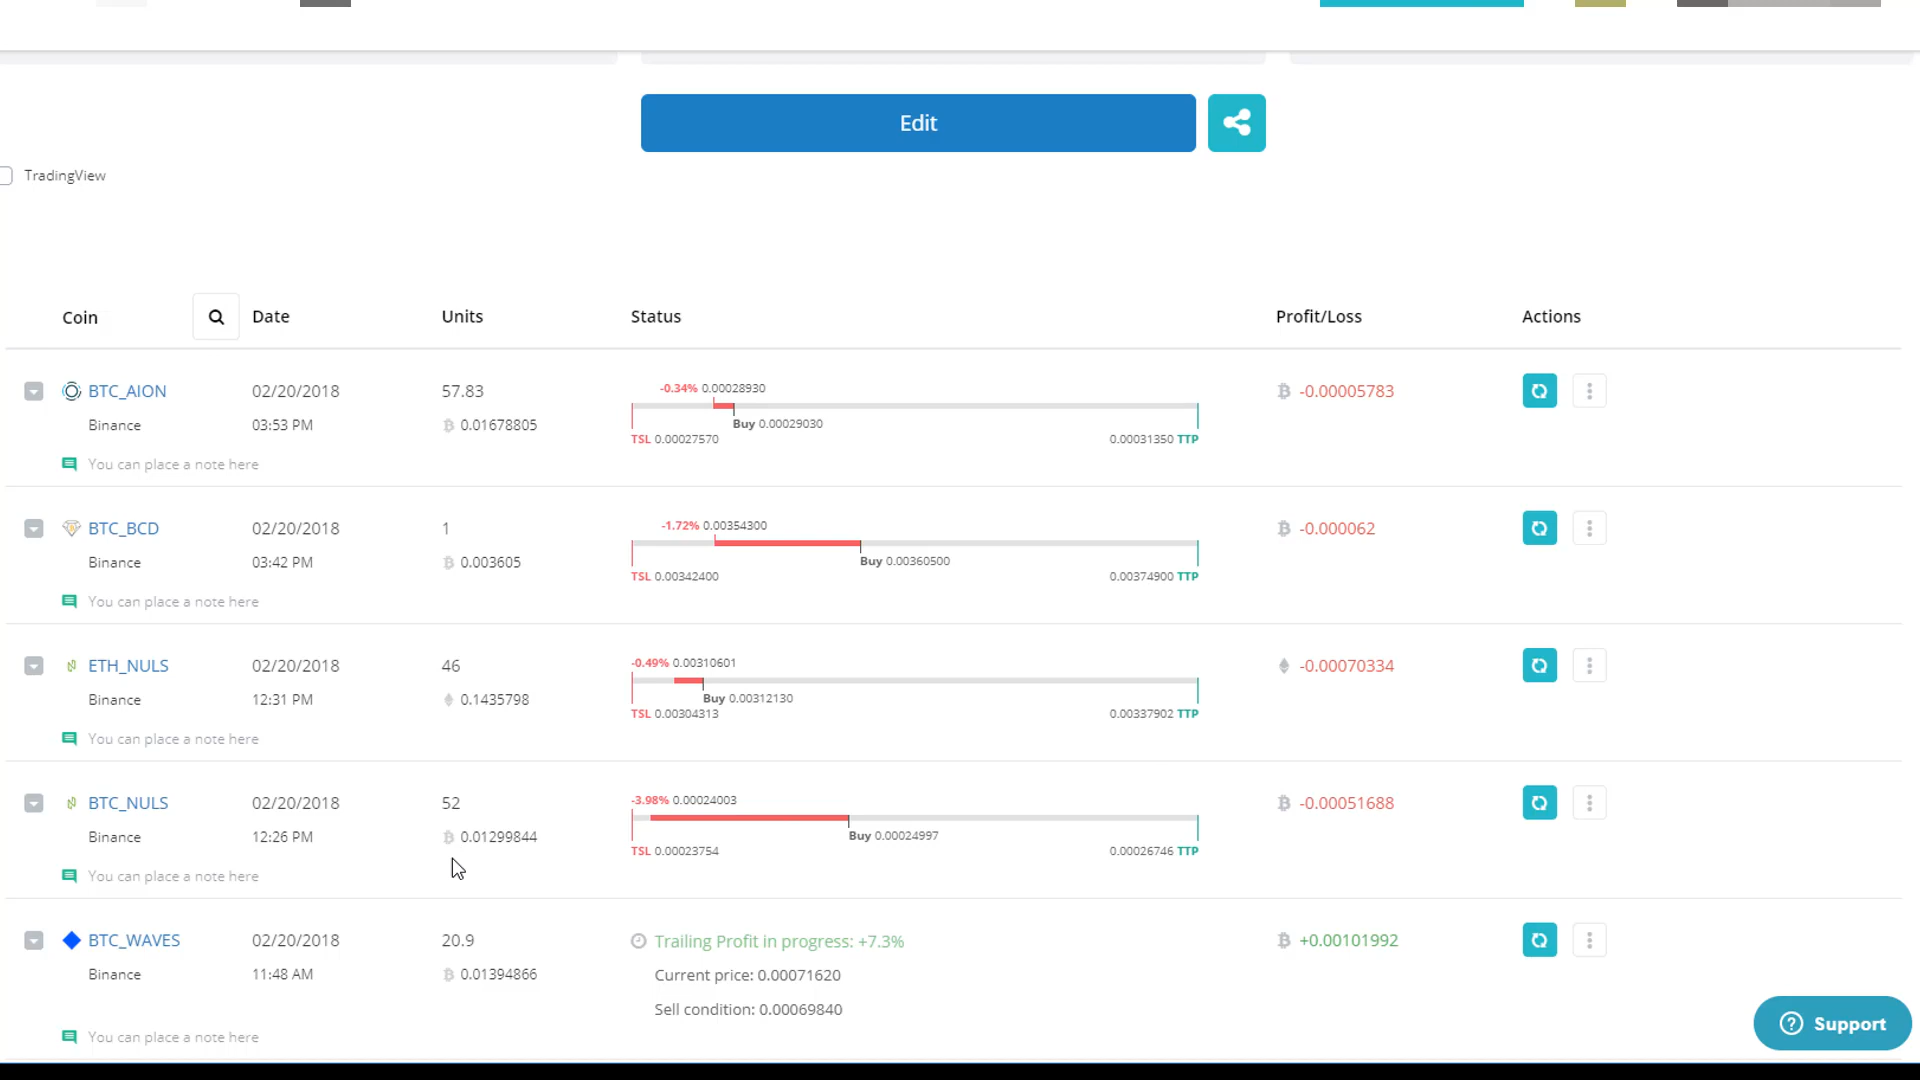 Edit
TradingView
Coin Date Units Status Profit/Loss Actions
BTC_AION 02/20/2018 57.83 -0.34% 0.00028930 -0.00005783
Binance 03:53 PM 0.01678805 Buy 0.00029030
TSL 0.00027570 0.00031350 TTP
You can place a note here
BTC_BCD 02/20/2018 1 -1.72% 0.00354300 -0.000062
Binance 03:42 PM 0.003605 Buy 0.00360500
TSL 0.00342400 0.00374900 TTP
You can place a note here
ETH_NULS 02/20/2018 46 -0.49% 0.00310601 -0.00070334
Binance 12:31 PM 0.1435798 Buy 0.00312130
TSL 0.00304313 0.00337902 TTP
You can place a note here
BTC_NULS 02/20/2018 52 -3.98% 0.00024003 -0.00051688
Binance 12:26 PM 0.01299844 Buy 0.00024997
TSL 0.00023754 0.00026746 TTP
You can place a note here
BTC_WAVES 02/20/2018 20.9 Trailing Profit in progress: +7.3% +0.00101992
Binance 11:48 AM 0.01394866 Current price: 0.00071620
Sell condition: 0.00069840
Support
You can place a note here